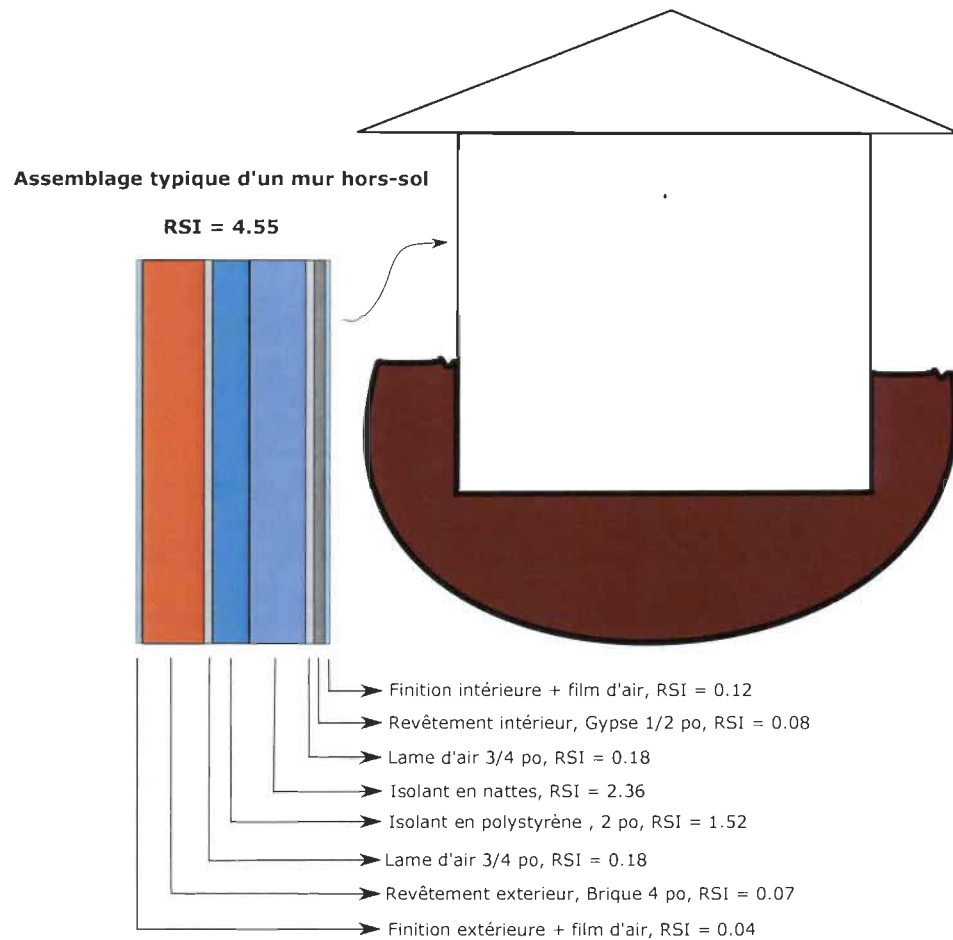 Assemblage typique d'un mur hors-sol
RSI = 4.55
Finition intérieure + film d'air, RSI = 0.12
Revêtement intérieur, Gypse 1/2 po, RSI = 0.08
Lame d'air 3/4 po, RSI = 0.18
Isolant en nattes, RSI = 2.36
Isolant en polystyrène , 2 po, RSI = 1.52
Lame d'air 3/4 po, RSI = 0.18
Revêtement exterieur, Brique 4 po, RSI = 0.07
Finition extérieure + film d'air, RSI = 0.04